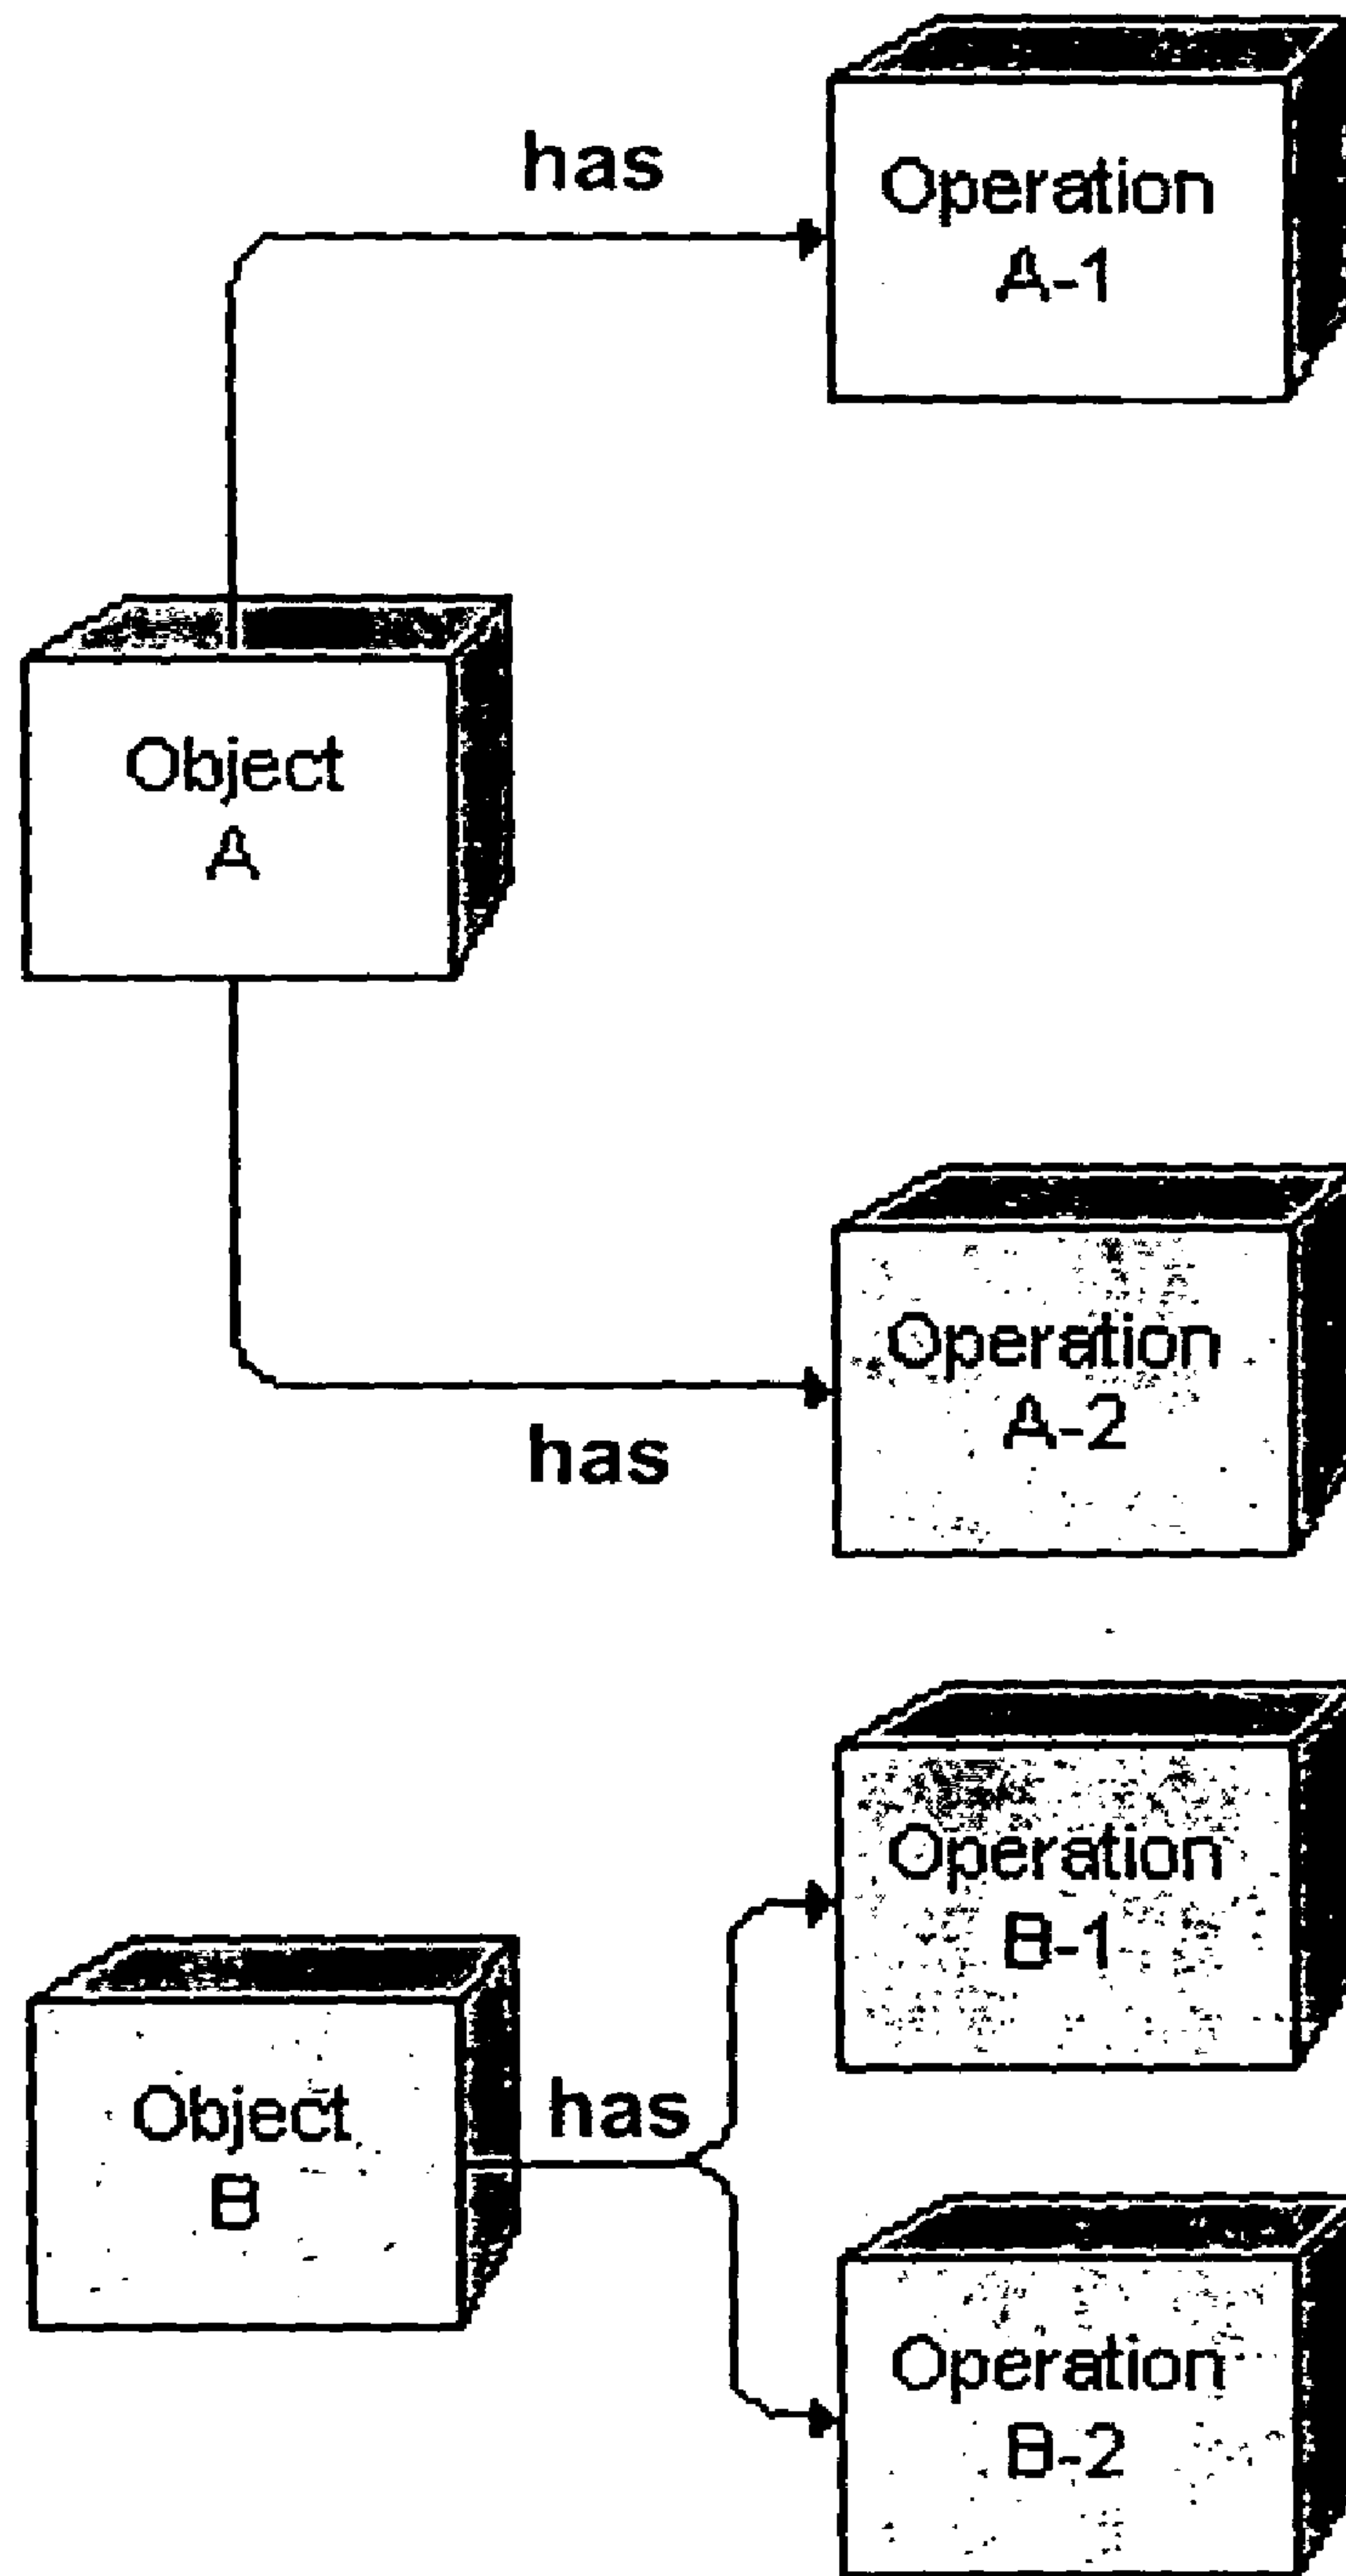 has
Operation
A-1
Object
A
Operation
A-2
has
Operation
B-1
Object
B
has
Operation
B-2